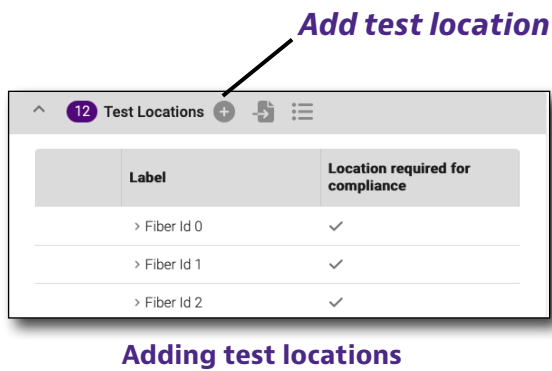 Add test location
12 Test Locations
Label Location required for
compliance
> Fiber Id 0
> Fiber Id 1
> Fiber Id 2
Adding test locations